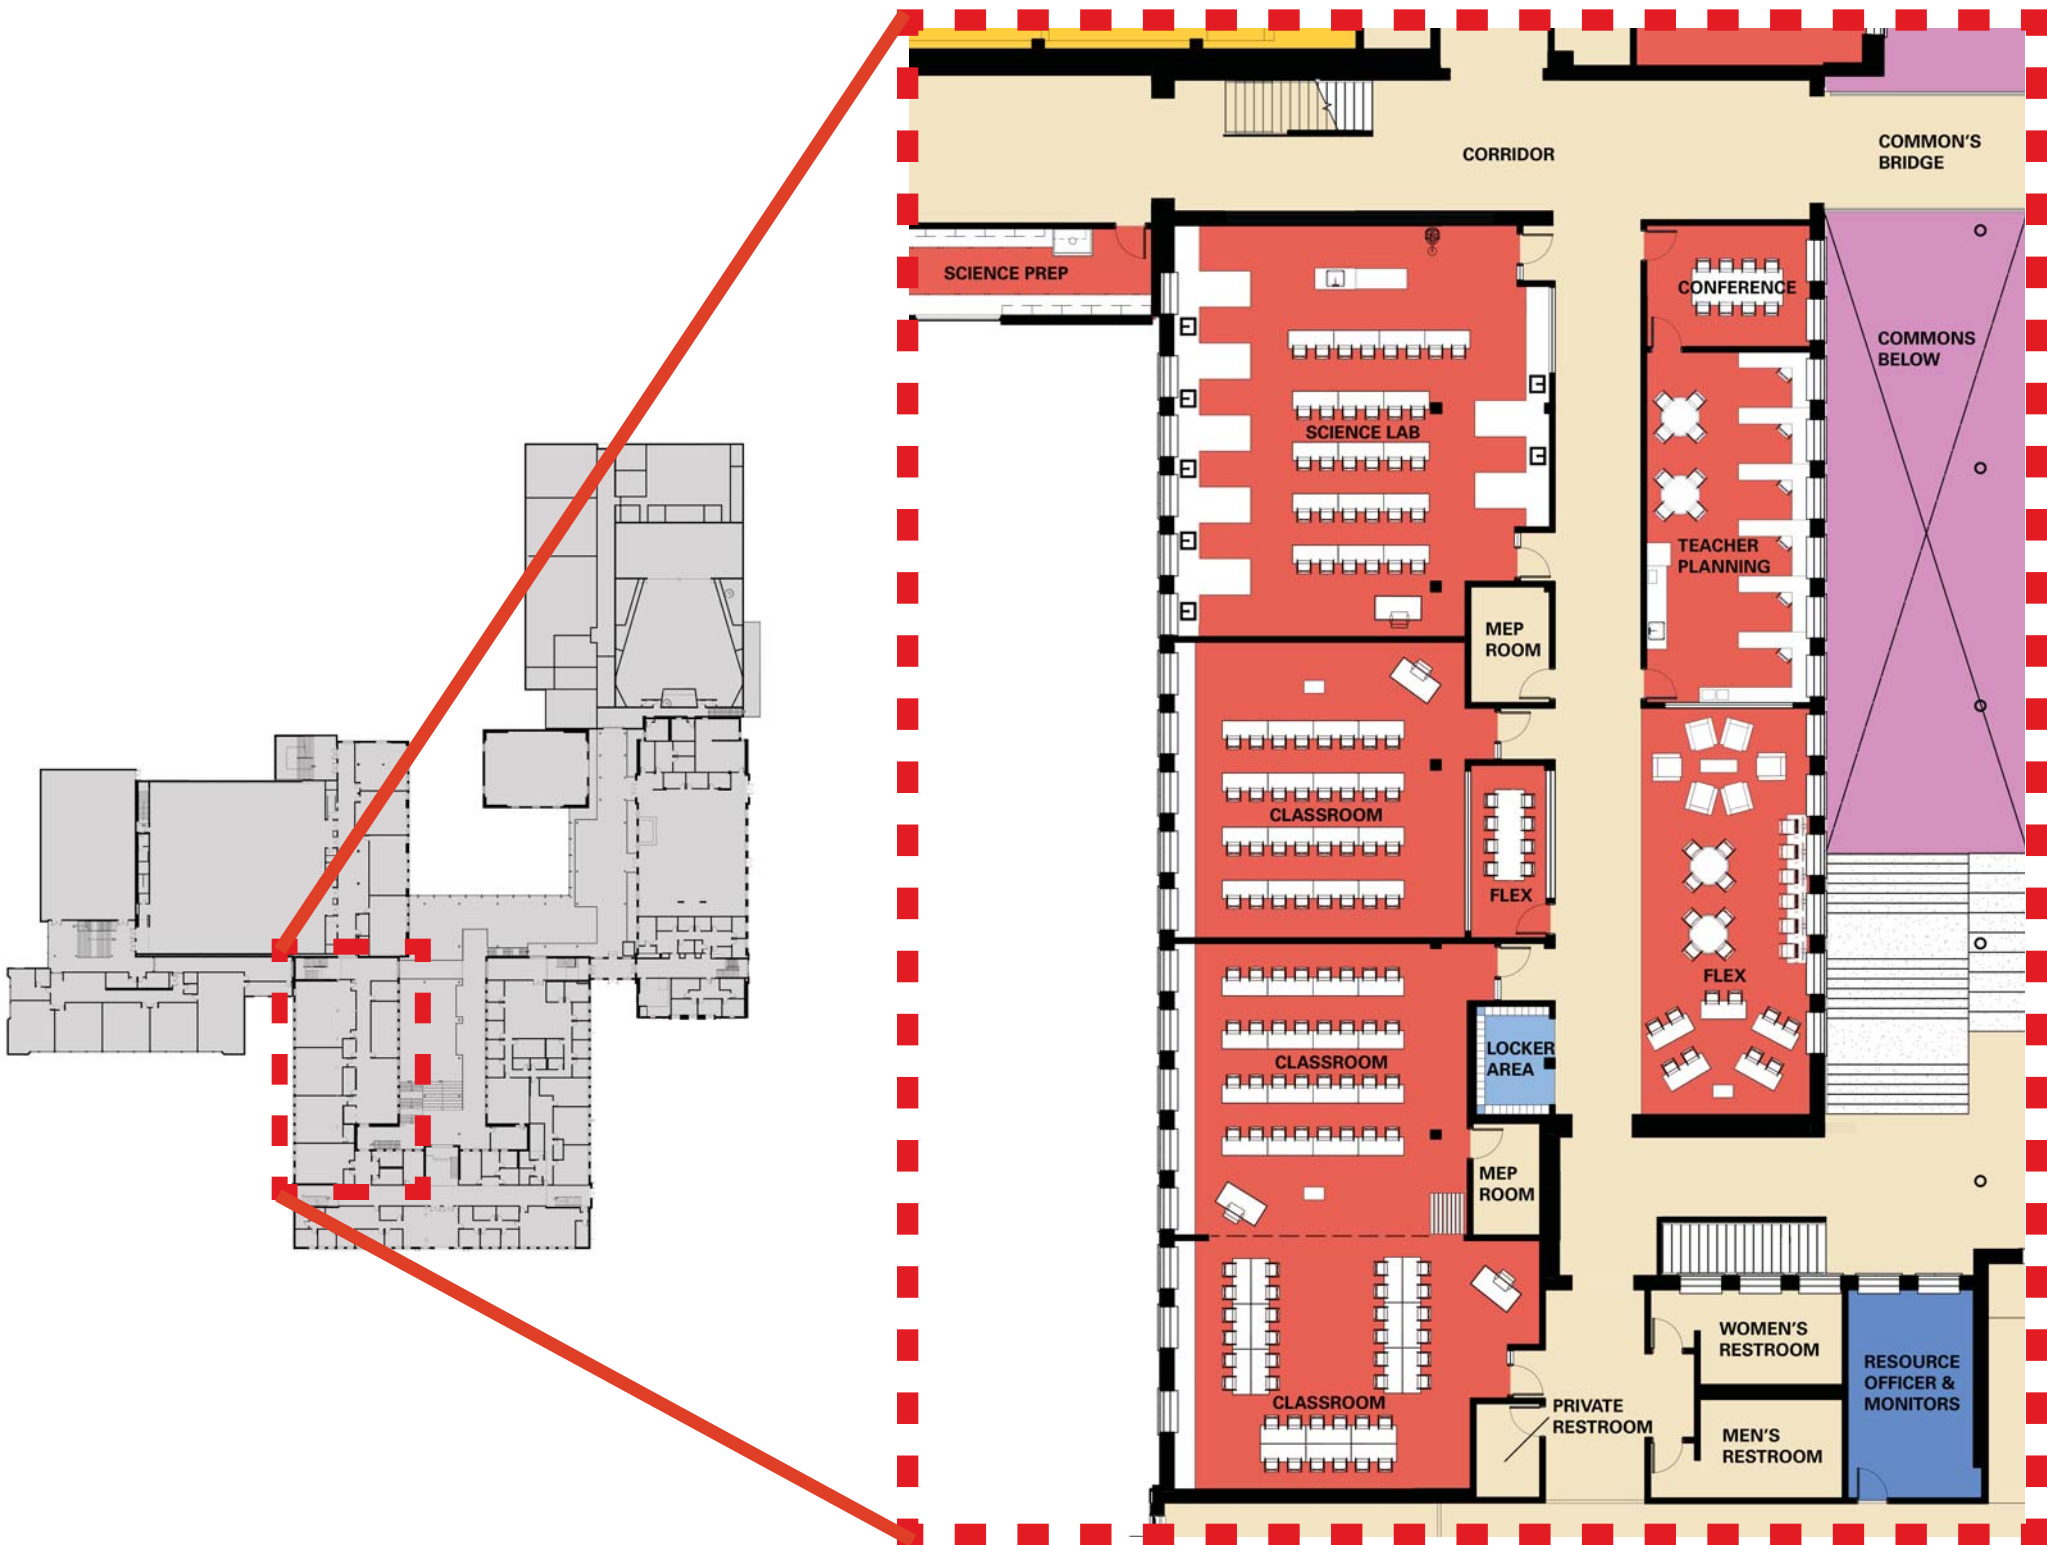 CORRIDOR
COMMON'S
BRIDGE
SCIENCE PREP
CONFERENCE
COMMONS
BELOW
SCIENCE LAB
TEACHER
PLANNING
MEP
ROOM
CLASSROOM
FLEX
FLEX
LOCKER
AREA
CLASSROOM
MEP
ROOM
WOMEN'S
RESTROOM
RESOURCE
OFFICER &
MONITORS
CLASSROOM
PRIVATE
RESTROOM
MEN'S
RESTROOM